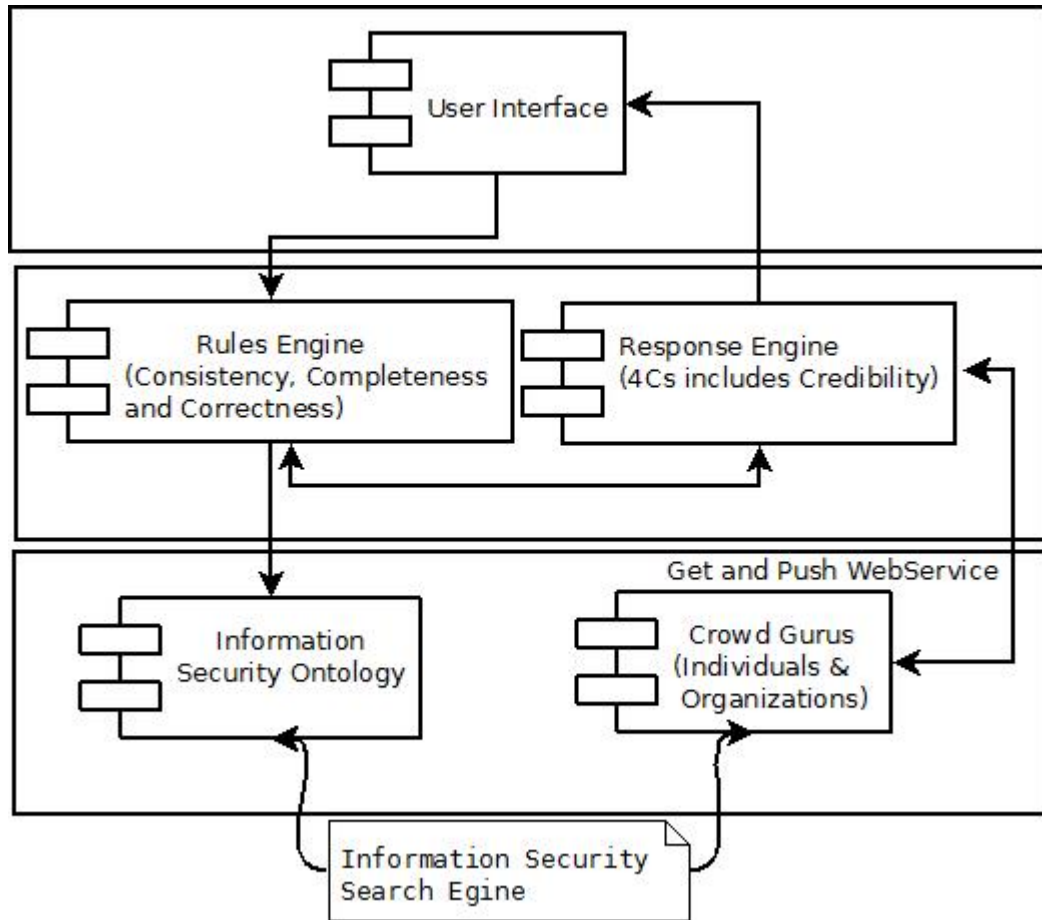 User Interface
Rules Engine
(Consistency, Completeness
and Correctness)
Response Engine
(4Cs includes Credibility)
Get and Push WebService
Information
Security Ontology
Crowd Gurus
(Individuals &
Organizations)
Information Security
Search Egine